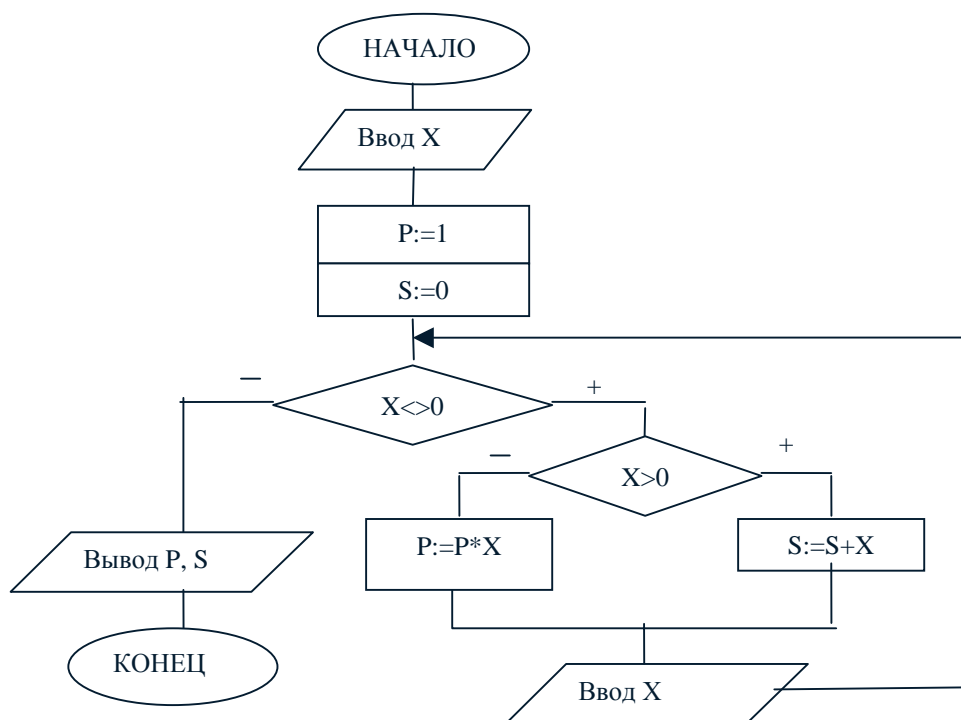 НАЧАЛО
Ввод X
P:=1
S:=0
X<>0
–
+
X>0
–
+
P:=P*X
S:=S+X
Вывод P, S
КОНЕЦ
Ввод X